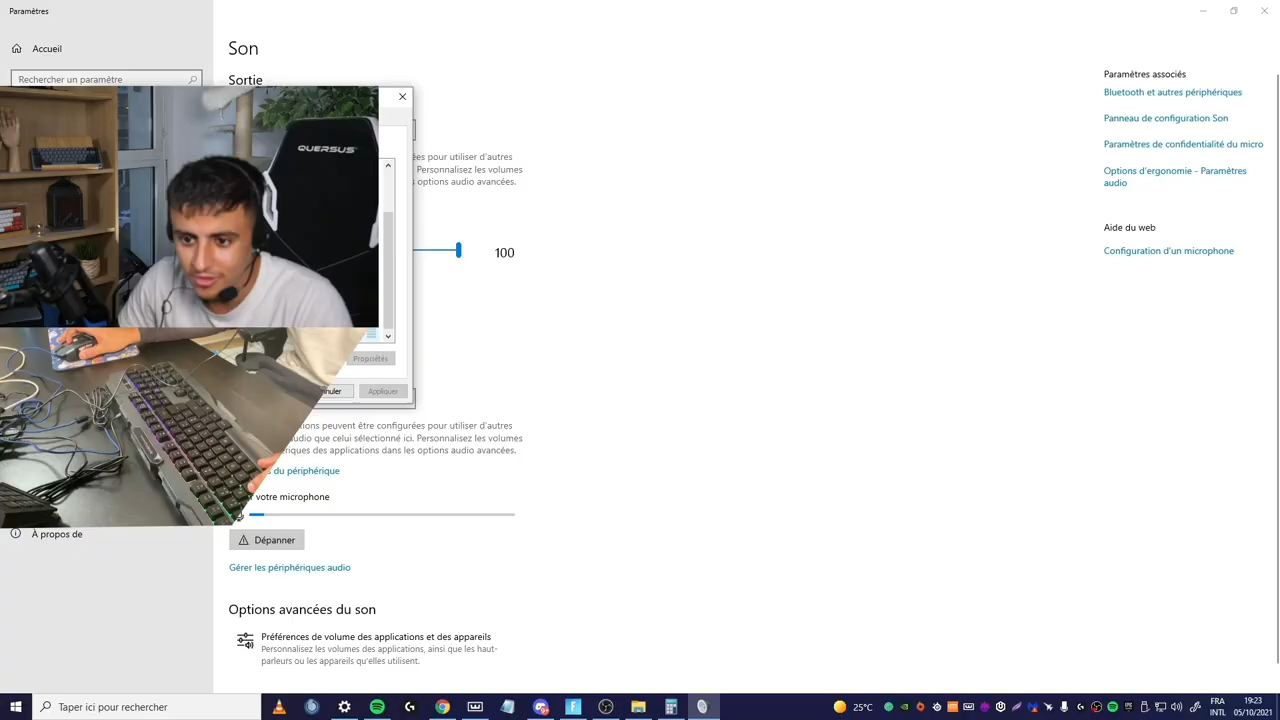 Paramètres
Accueil
Rechercher un paramètre
Son
Sortie
QUERSUS
ées pour utiliser d'autres
Personnalisez les volumes
options audio avancées.
100
Propriétés
nuler
Appliquer
ions peuvent être configurées pour utiliser d'autres
udio que celui sélectionné ici. Personnalisez les volumes
ériques des applications dans les options audio avancées.
s du périphérique
votre microphone
À propos de
Dépanner
Gérer les périphériques audio
Options avancées du son
Préférences de volume des applications et des appareils
Personnalisez les volumes des applications, ainsi que les haut-
parleurs ou les appareils qu'elles utilisent.
Paramètres associés
Bluetooth et autres périphériques
Panneau de configuration Son
Paramètres de confidentialité du micro
Options d'ergonomie - Paramètres
audio
Aide du web
Configuration d'un microphone
Taper ici pour rechercher
25°C
FRA
INTL
19:23
05/10/2021